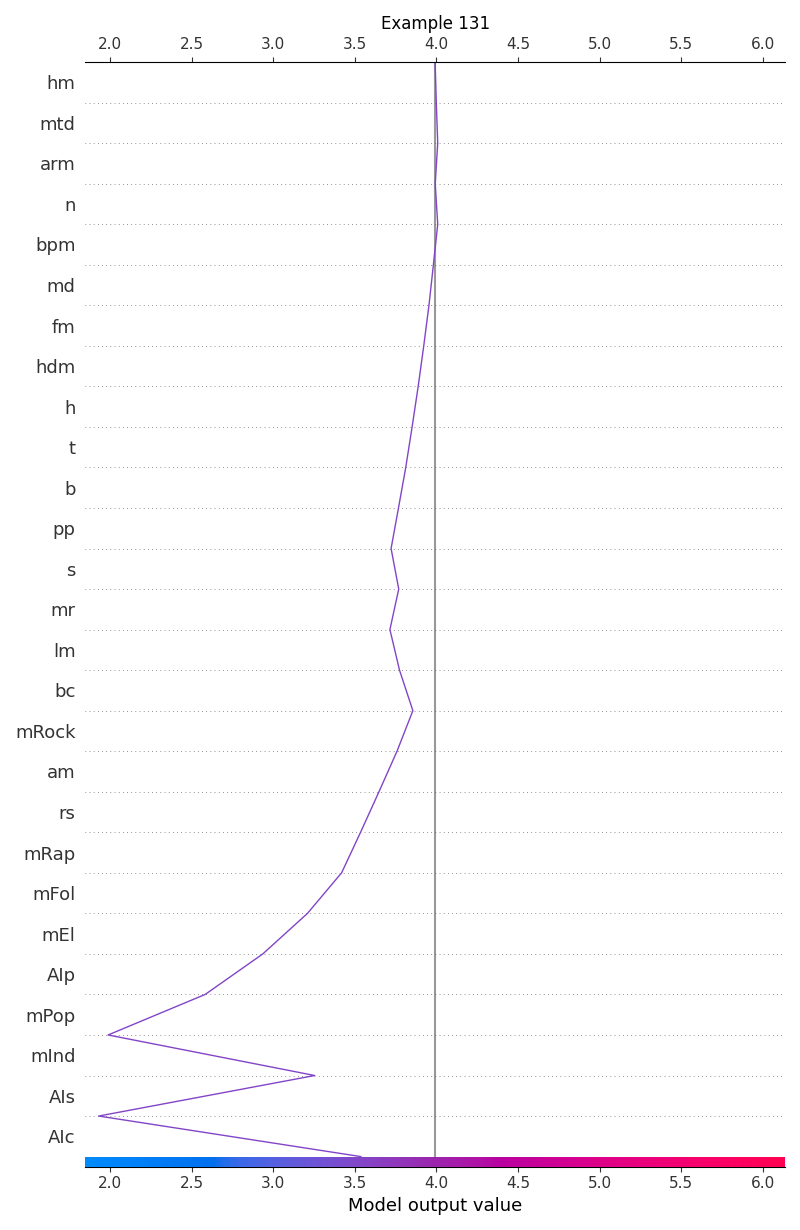 Example 131
2.0 2.5 3.0 3.5 4.0 4.5 5.0 5.5 6.0
hm
mtd
arm
n
bpm
md
fm
hdm
h
t
b
pp
s
mr
lm
bc
mRock
am
rs
mRap
mFol
mEl
AIp
mPop
mInd
AIs
AIc
2.0 2.5 3.0 3.5 4.0 4.5 5.0 5.5 6.0
Model output value